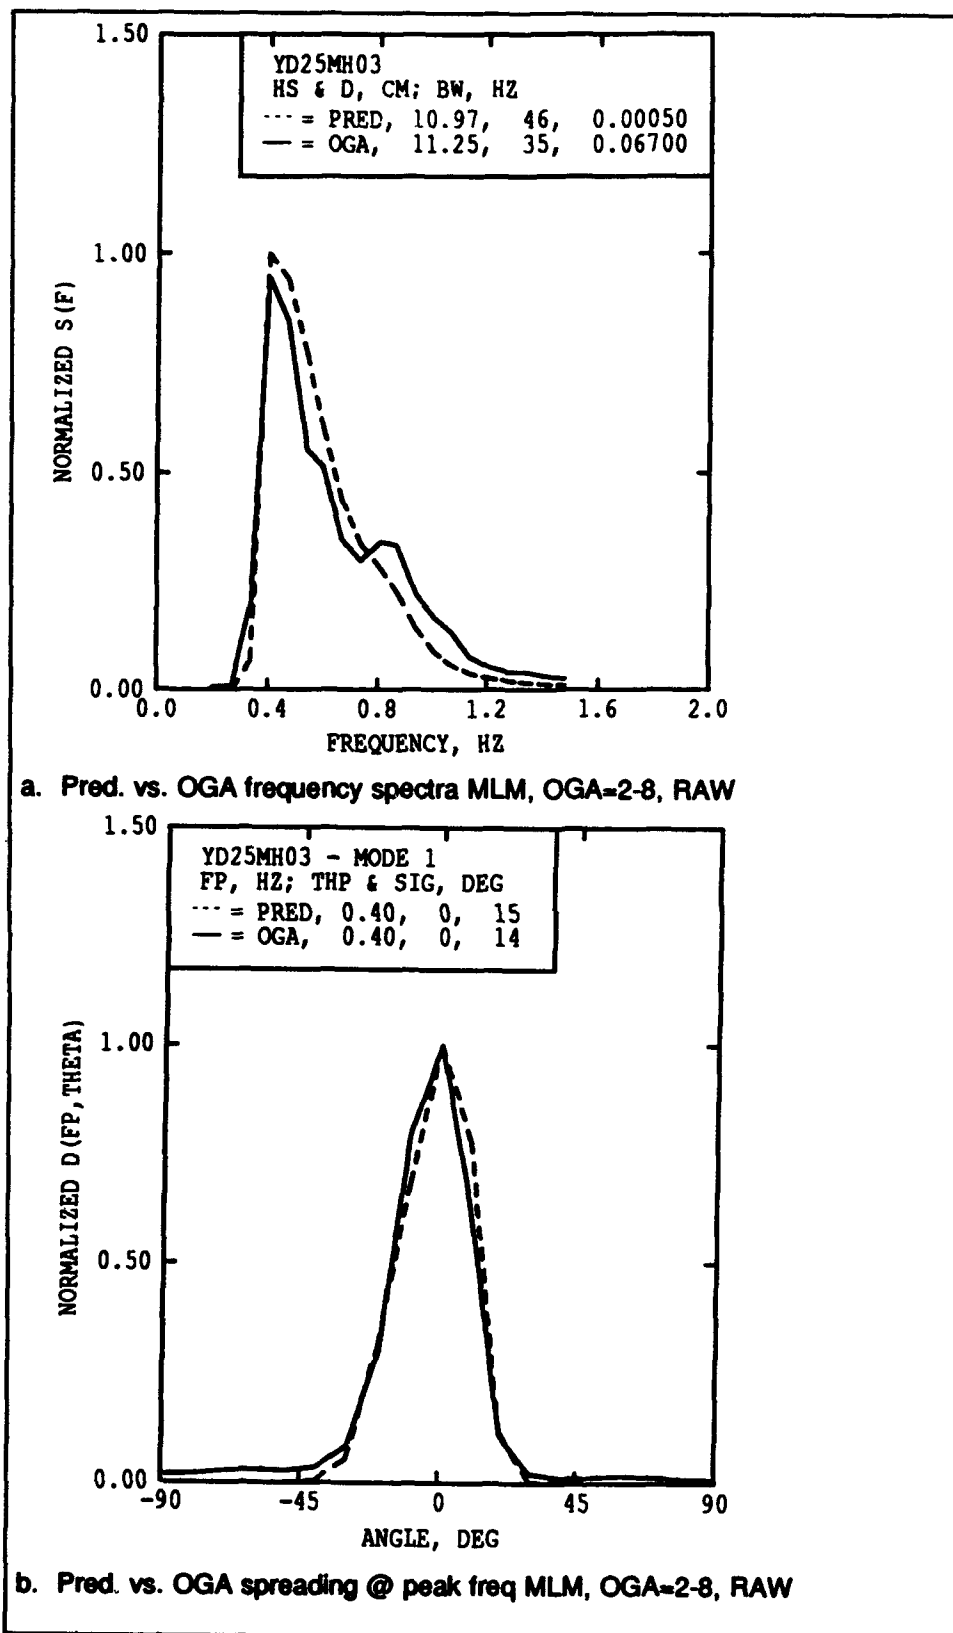 1.50
YD25MH03
HS & D, CM; BW, HZ
--- = PRED, 10.97, 46, 0.00050
— = OGA, 11.25, 35, 0.06700
1.00
NORMALIZED S(F)
0.50
0.00
0.0 0.4 0.8 1.2 1.6 2.0
FREQUENCY, HZ
a. Pred. vs. OGA frequency spectra MLM, OGA=2-8, RAW
1.50
YD25MH03 - MODE 1
FP, HZ; THP & SIG, DEG
--- = PRED, 0.40, 0, 15
— = OGA, 0.40, 0, 14
1.00
NORMALIZED D(FP,THETA)
0.50
0.00
-90 -45 0 45 90
ANGLE, DEG
b. Pred. vs. OGA spreading @ peak freq MLM, OGA=2-8, RAW